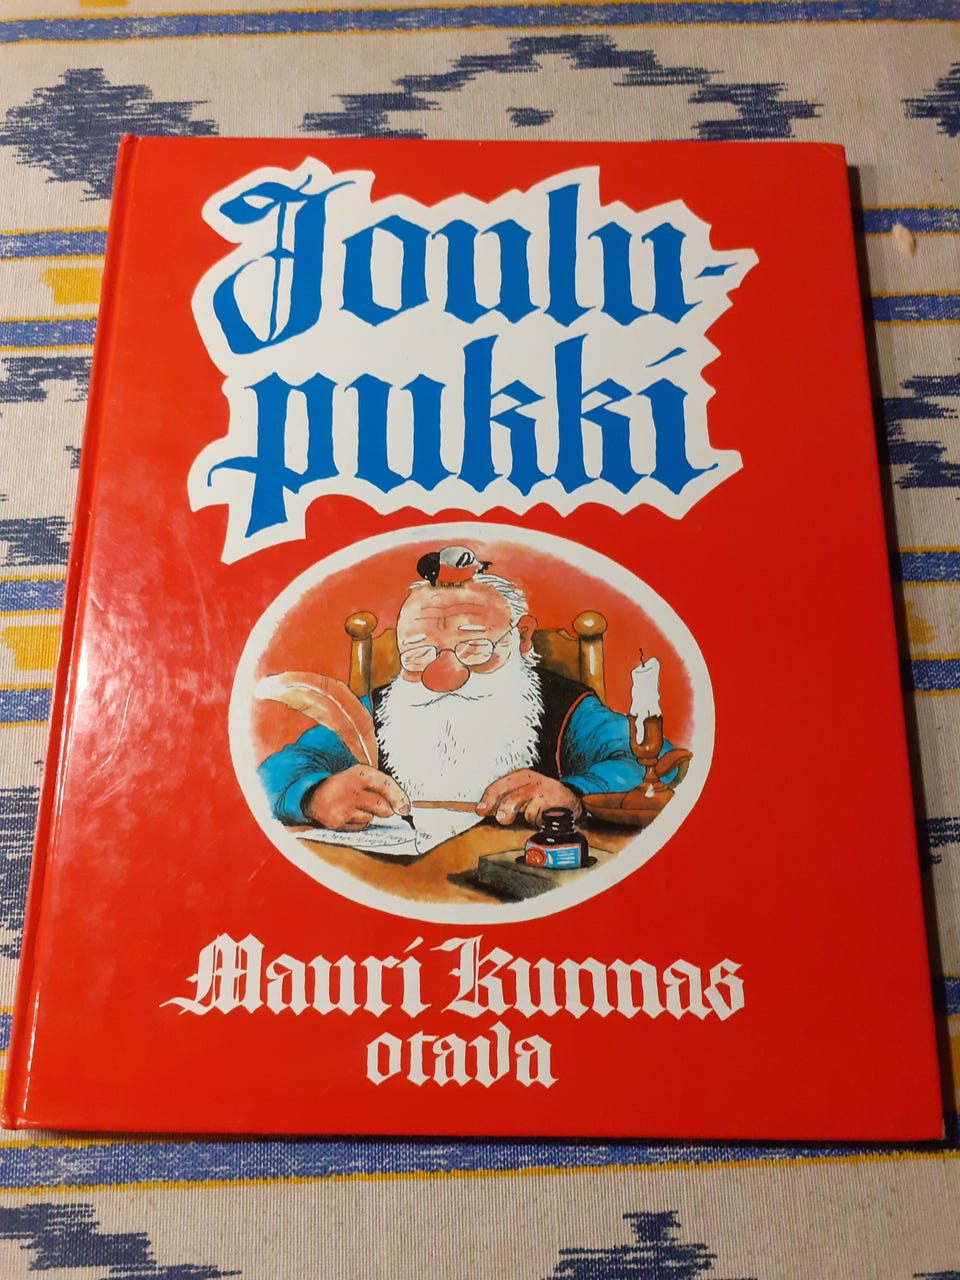 Joulu-
pukki
Mauri Kunnas
otava